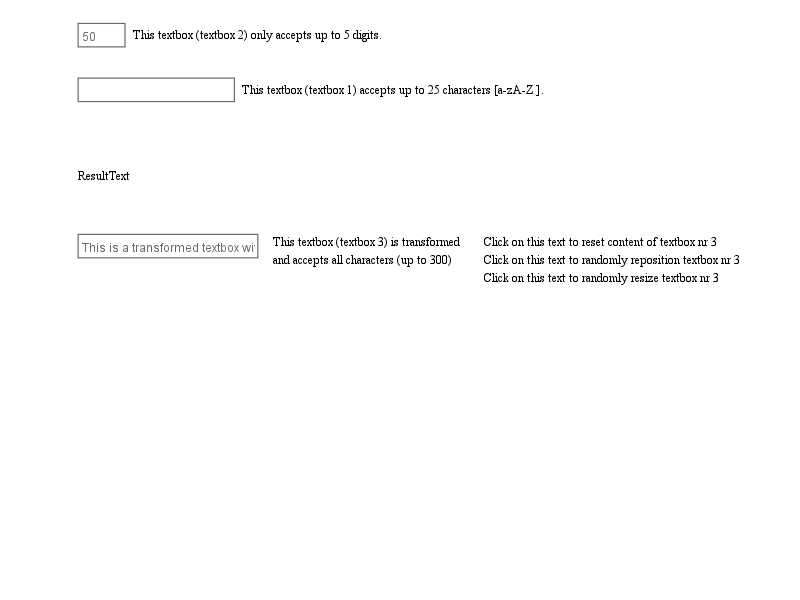 50 This textbox (textbox 2) only accepts up to 5 digits.
This textbox (textbox 1) accepts up to 25 characters [a-zA-Z ].
ResultText
This is a transformed textbox
This textbox (textbox 3) is transformed
and accepts all characters (up to 300)
Click on this text to reset content of textbox nr 3
Click on this text to randomly reposition textbox nr 3
Click on this text to randomly resize textbox nr 3